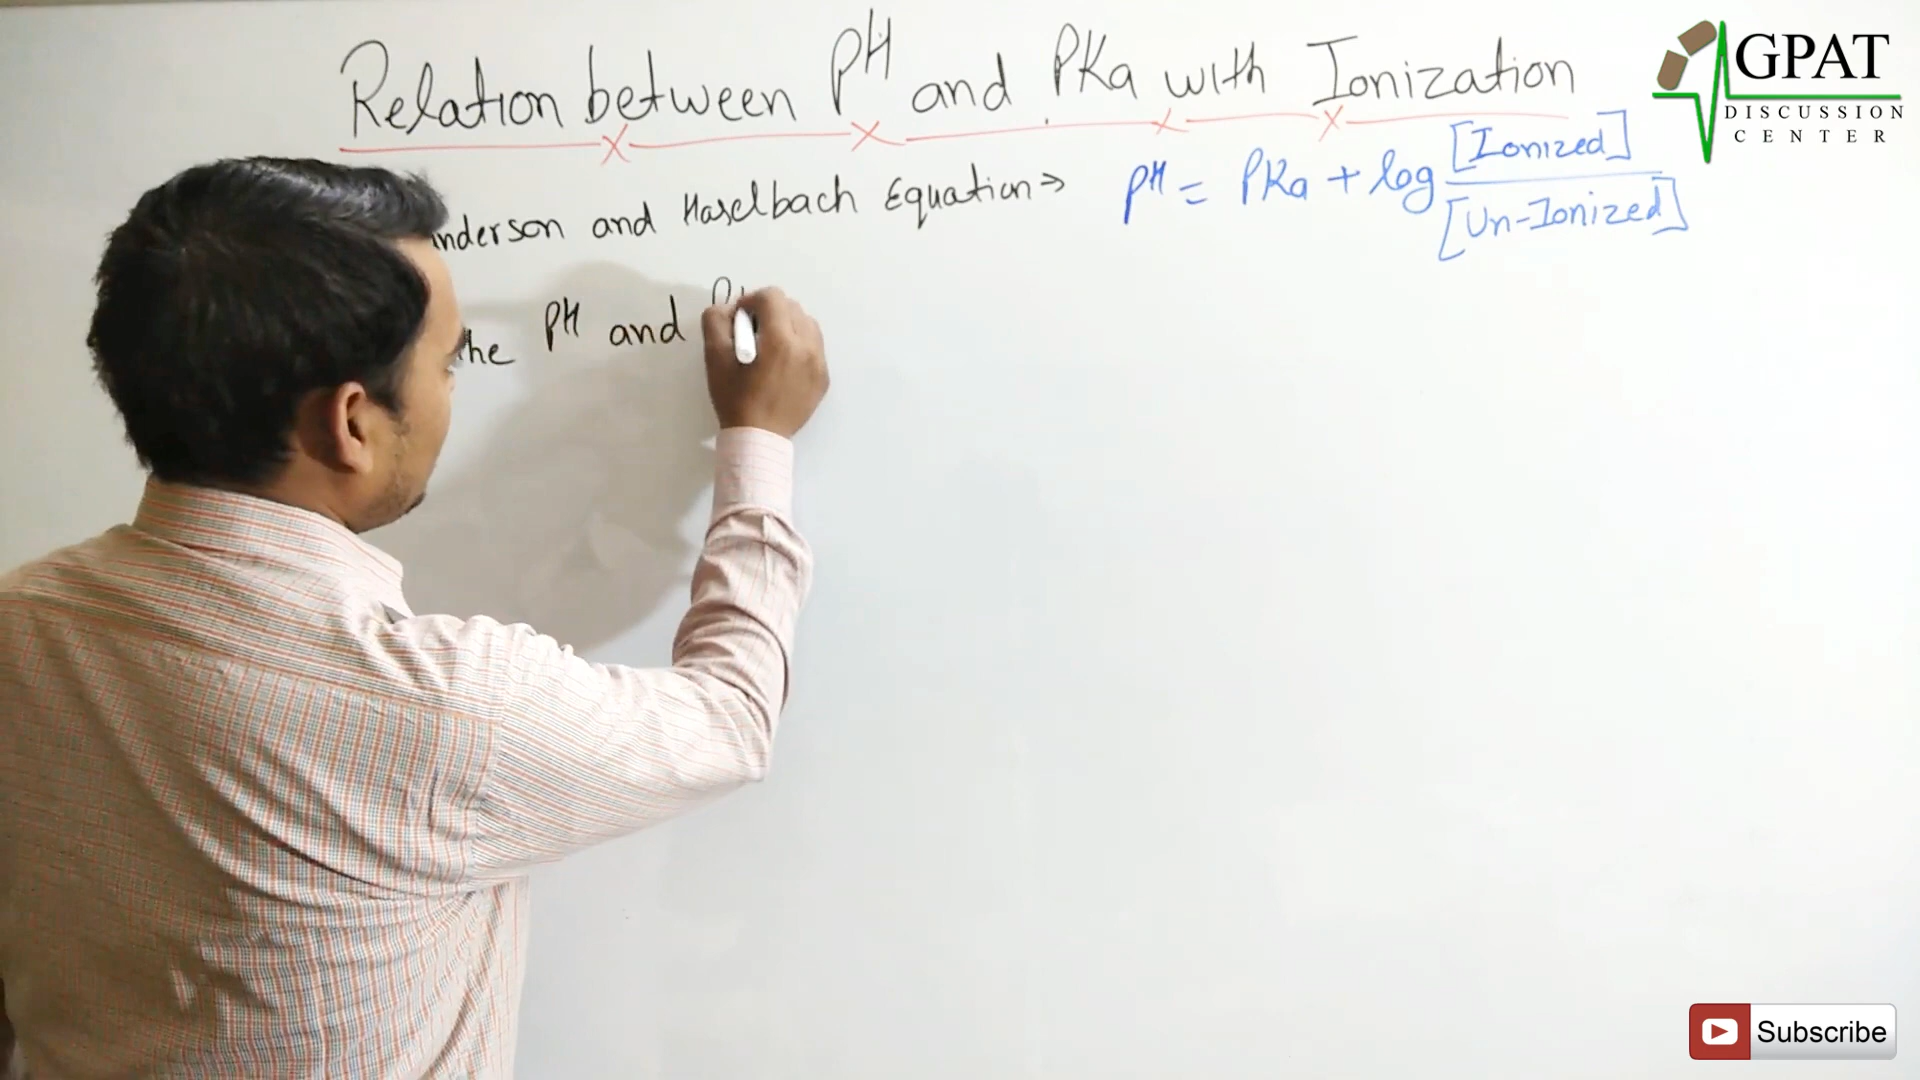 Relation between PH and PKa with Ionization
GPAT
DISCUSSION
CENTER
nderson and Haselbach Equation → PH = PKa + log [Ionized] / [Un-Ionized]
the PH and
Subscribe